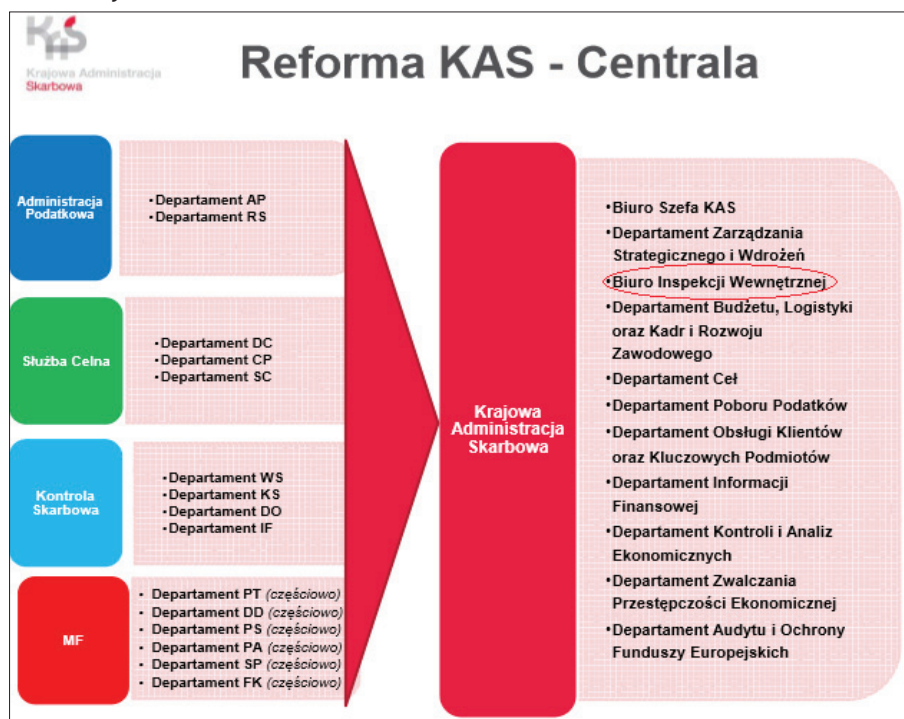 KAS
Krajowa Administracja
Skarbowa
Reforma KAS - Centrala
Administracja
Podatkowa
•Departament AP
•Departament RS
Służba Celna
•Departament DC
•Departament CP
•Departament SC
Kontrola
Skarbowa
•Departament WS
•Departament KS
•Departament DO
•Departament IF
MF
• Departament PT (częściowo)
• Departament DD (częściowo)
• Departament PS (częściowo)
• Departament PA (częściowo)
• Departament SP (częściowo)
• Departament FK (częściowo)
Krajowa
Administracja
Skarbowa
•Biuro Szefa KAS
•Departament Zarządzania
Strategicznego i Wdrożeń
•Biuro Inspekcji Wewnętrznej
•Departament Budżetu, Logistyki
oraz Kadr i Rozwoju
Zawodowego
•Departament Ceł
•Departament Poboru Podatków
•Departament Obsługi Klientów
oraz Kluczowych Podmiotów
•Departament Informacji
Finansowej
•Departament Kontroli i Analiz
Ekonomicznych
•Departament Zwalczania
Przestępczości Ekonomicznej
•Departament Audytu i Ochrony
Funduszy Europejskich